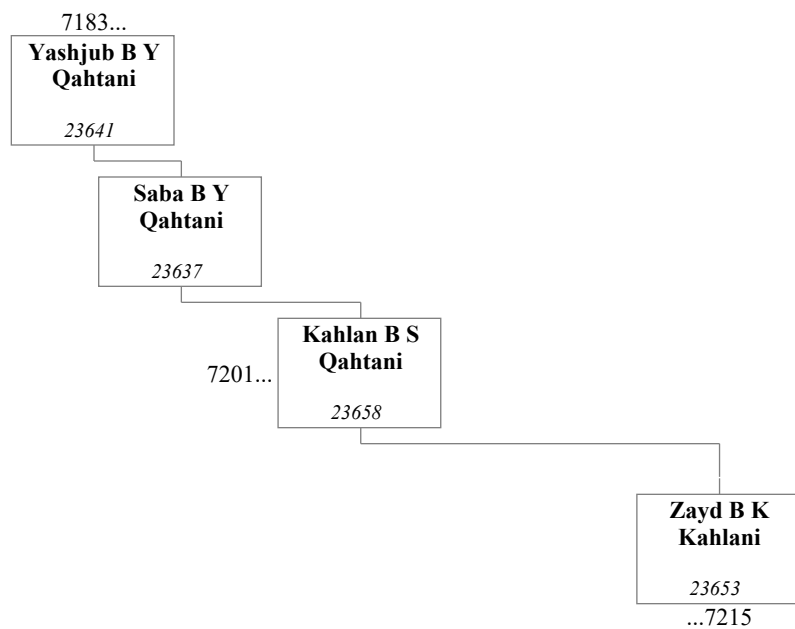 7183...
Yashjub B Y
Qahtani
23641
Saba B Y
Qahtani
23637
Kahlan B S
Qahtani
7201...
23658
Zayd B K
Kahlani
23653
...7215